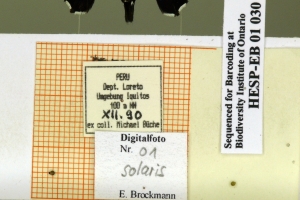 PERU
Dept. Loreto
Umgebung Iquitos
100 m NN
XII.90
ex coll. Michael Büche
Digitalfoto
Nr. 01
solaris
E. Brockmann
Sequenced for Barcoding at
Biodiversity Institute of Ontario
HESP-EB 01 030